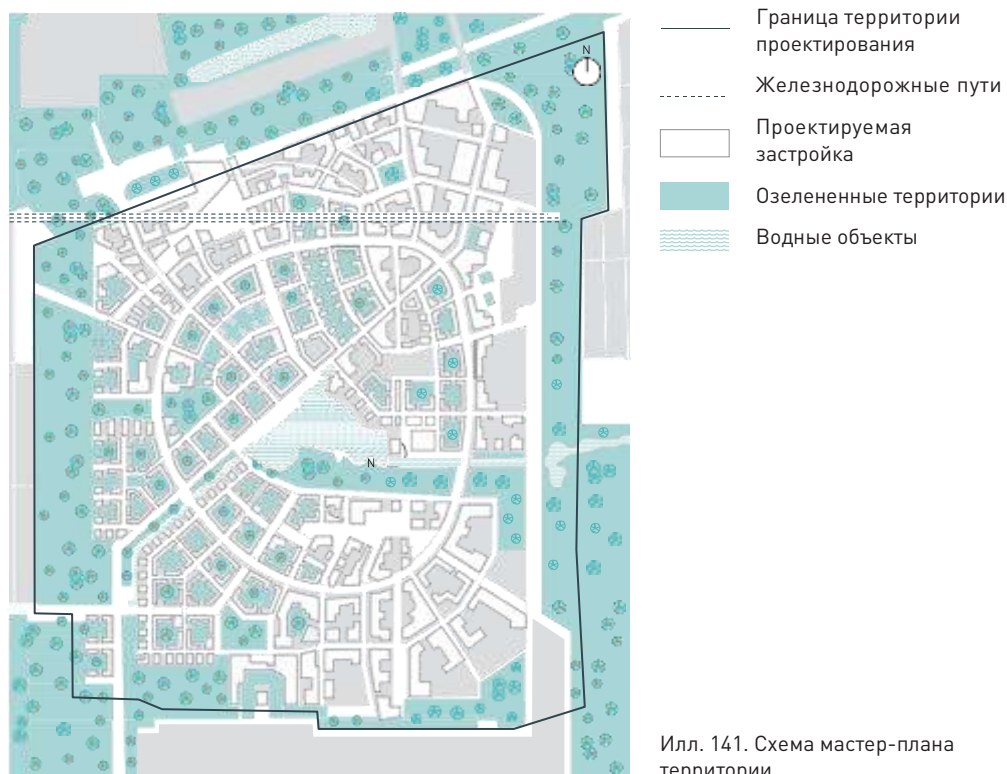 Граница территории
проектирования
N
Железнодорожные пути
Проектируемая
застройка
Озелененные территории
Водные объекты
N
Илл. 141. Схема мастер-плана
территории